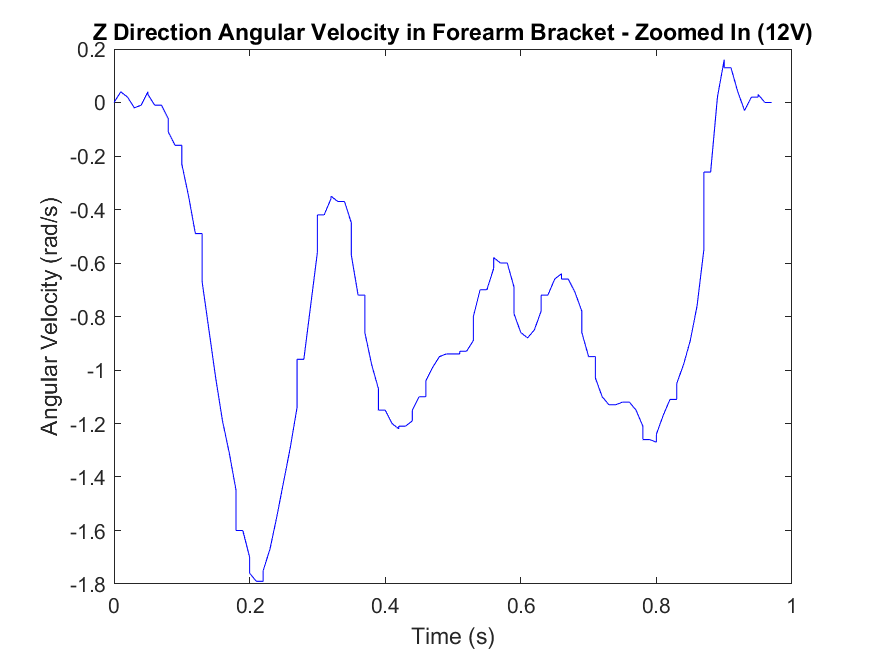 Z Direction Angular Velocity in Forearm Bracket - Zoomed In (12V)
0.2
0
-0.2
-0.4
-0.6
-0.8
-1
-1.2
-1.4
-1.6
-1.8
Angular Velocity (rad/s)
0 0.2 0.4 0.6 0.8 1
Time (s)